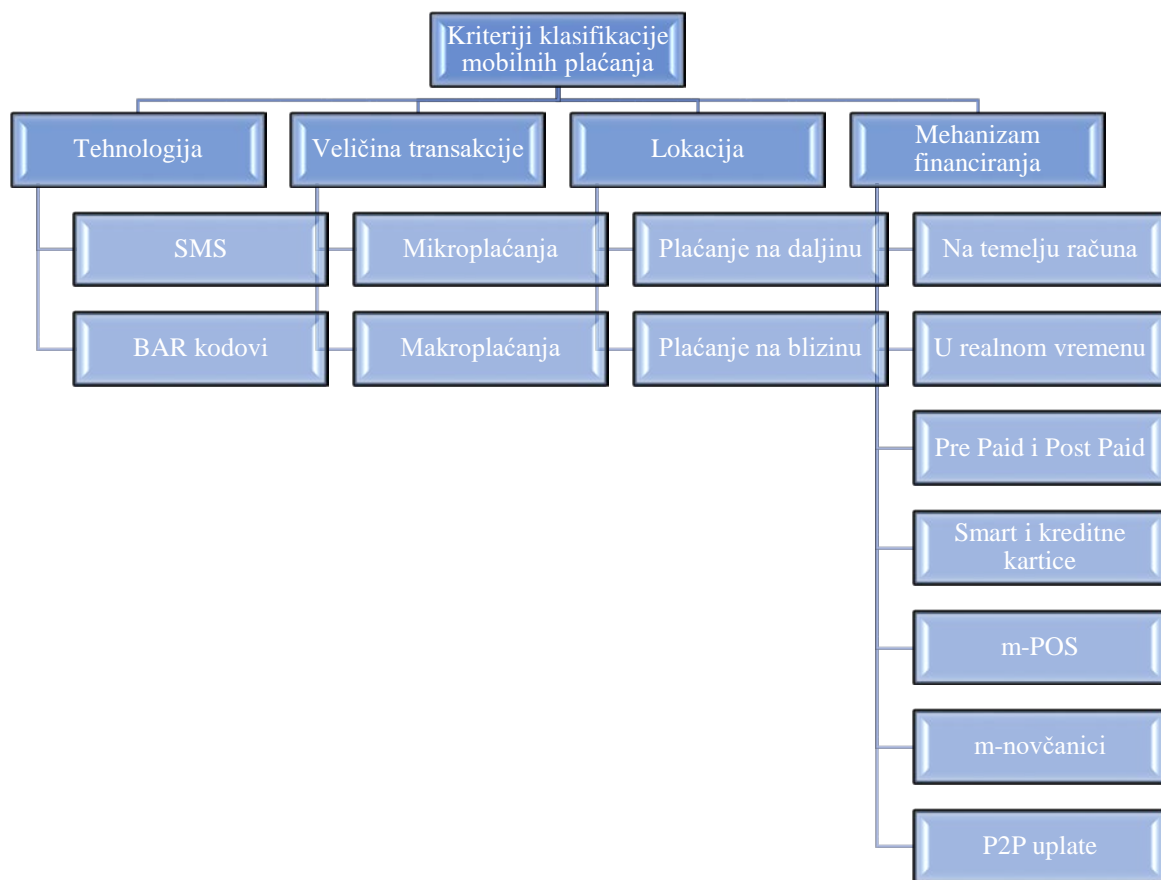 Kriteriji klasifikacije
mobilnih plaćanja
Tehnologija
SMS
BAR kodovi
Veličina transakcije
Mikroplaćanja
Makroplaćanja
Lokacija
Plaćanje na daljinu
Plaćanje na blizinu
Mehanizam
financiranja
Na temelju računa
U realnom vremenu
Pre Paid i Post Paid
Smart i kreditne
kartice
m-POS
m-novčanici
P2P uplate